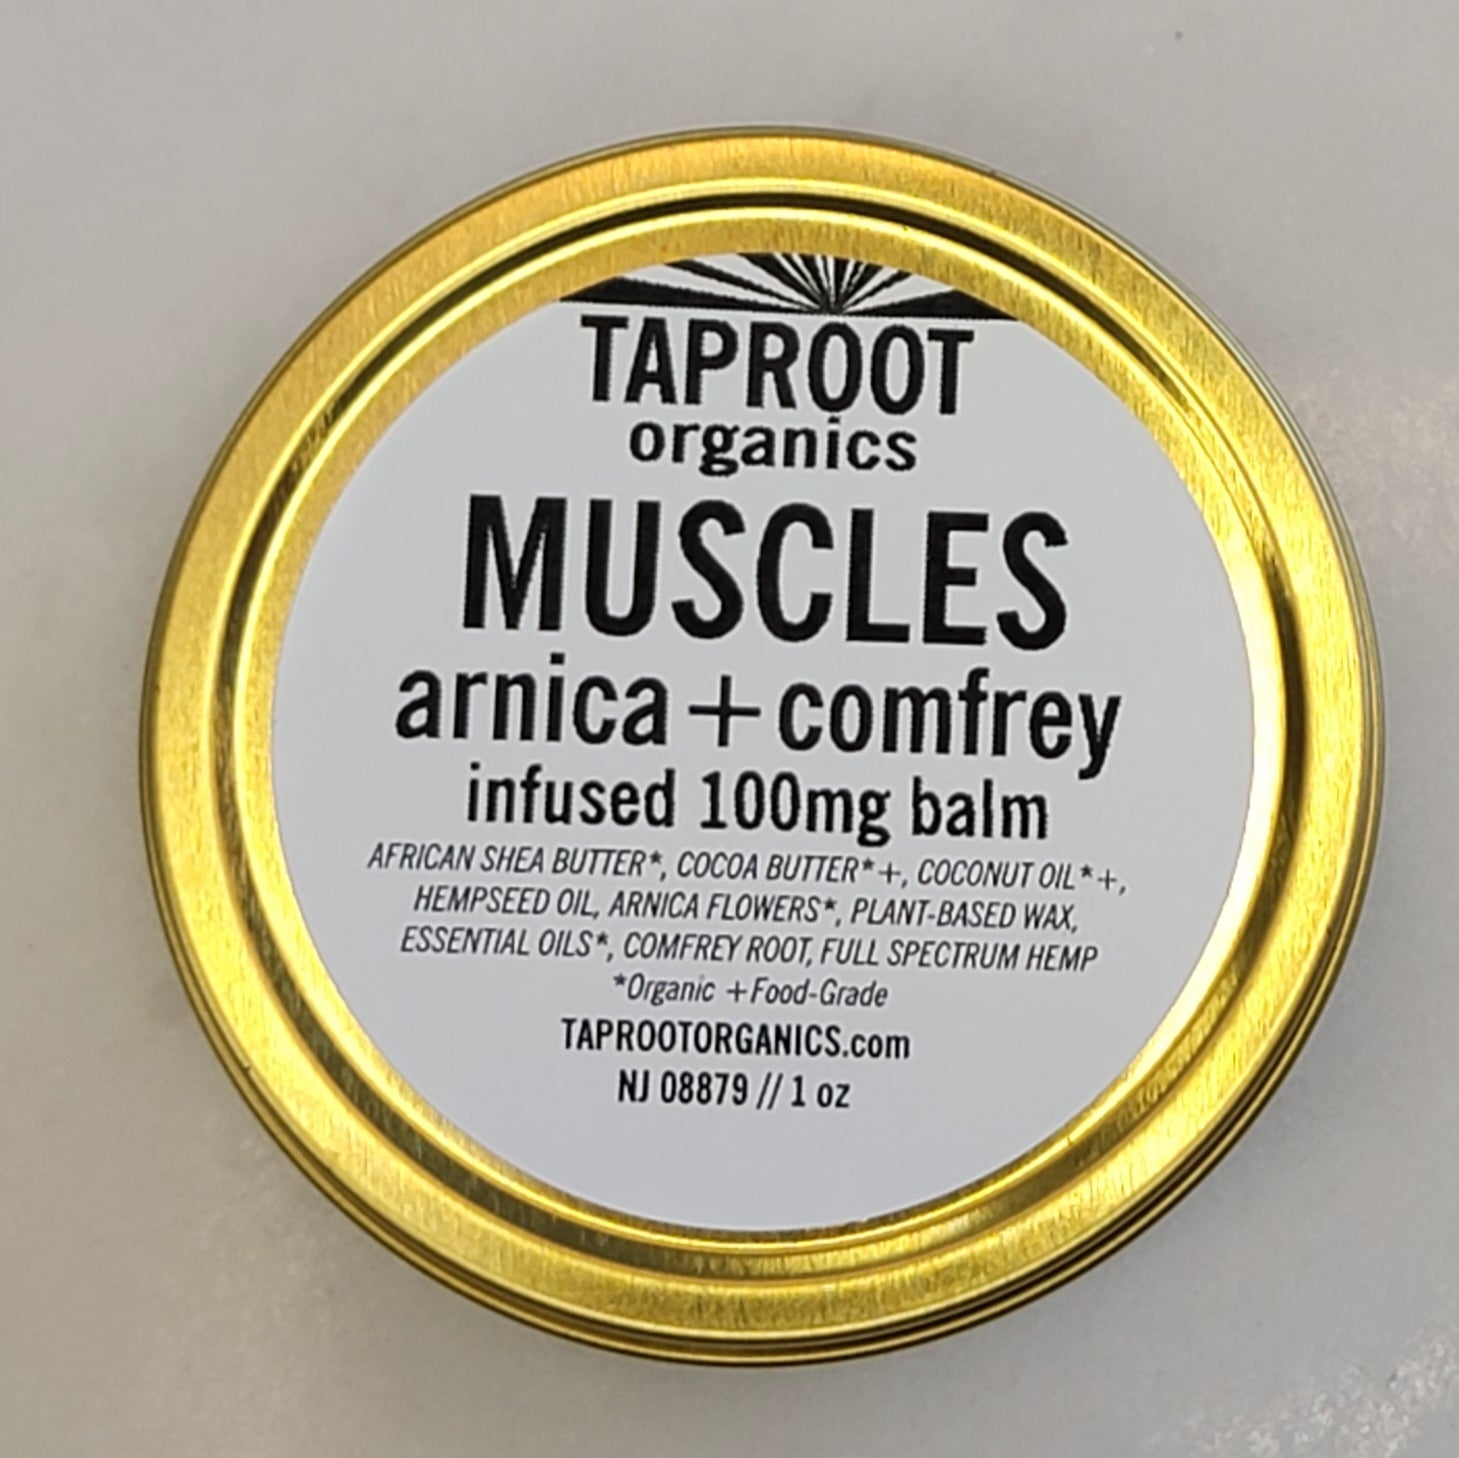 TAPROOT
organics
MUSCLES
arnica + comfrey
infused 100mg balm
AFRICAN SHEA BUTTER*, COCOA BUTTER*+, COCONUT OIL*+,
HEMPSEED OIL, ARNICA FLOWERS*, PLANT-BASED WAX,
ESSENTIAL OILS*, COMFREY ROOT, FULL SPECTRUM HEMP
*Organic +Food-Grade
TAPROOTORGANICS.com
NJ 08879 // 1 oz